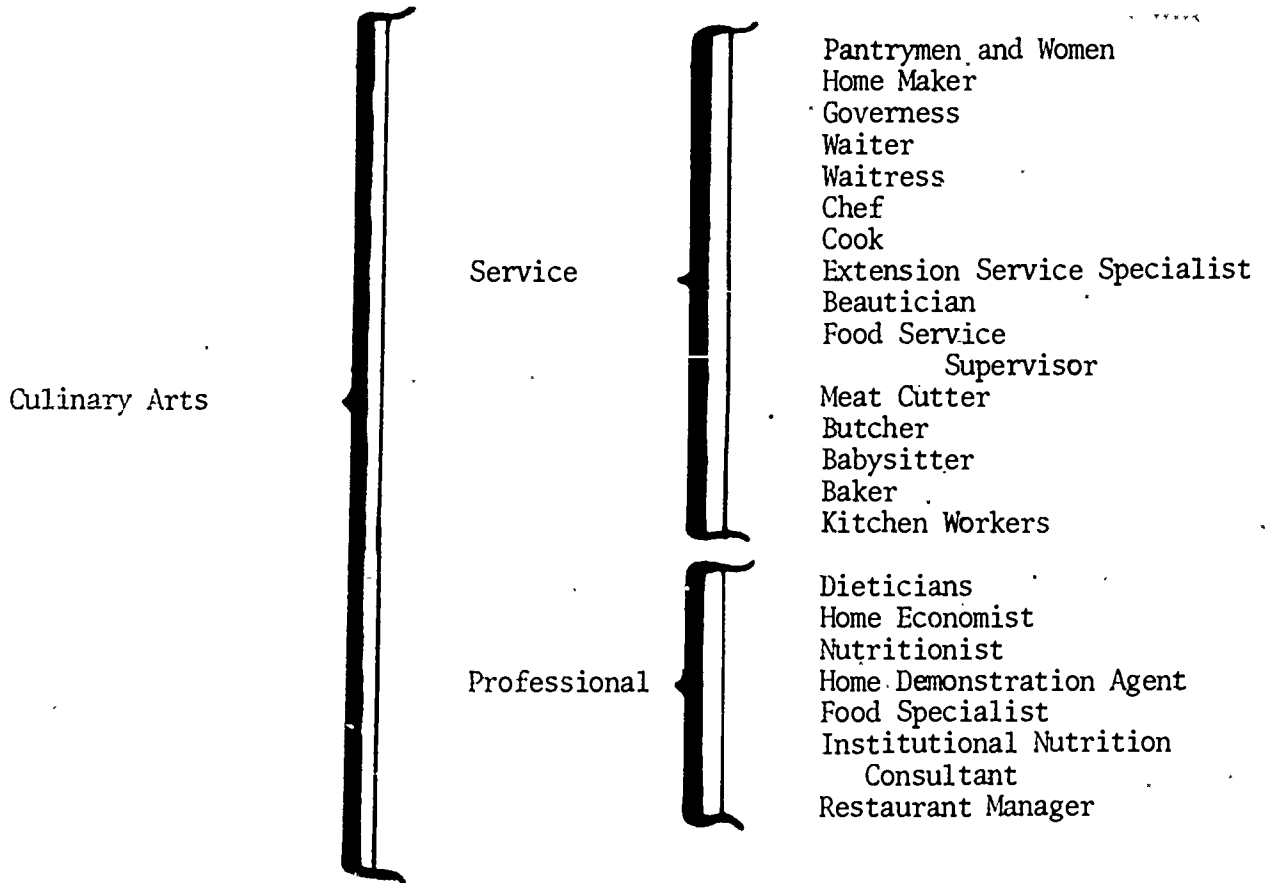 Pantrymen and Women
Home Maker
Governess
Waiter
Waitress
Chef
Cook
Service
Extension Service Specialist
Beautician
Food Service
Supervisor
Culinary Arts
Meat Cutter
Butcher
Babysitter
Baker
Kitchen Workers
Dieticians
Home Economist
Nutritionist
Professional
Home Demonstration Agent
Food Specialist
Institutional Nutrition
Consultant
Restaurant Manager